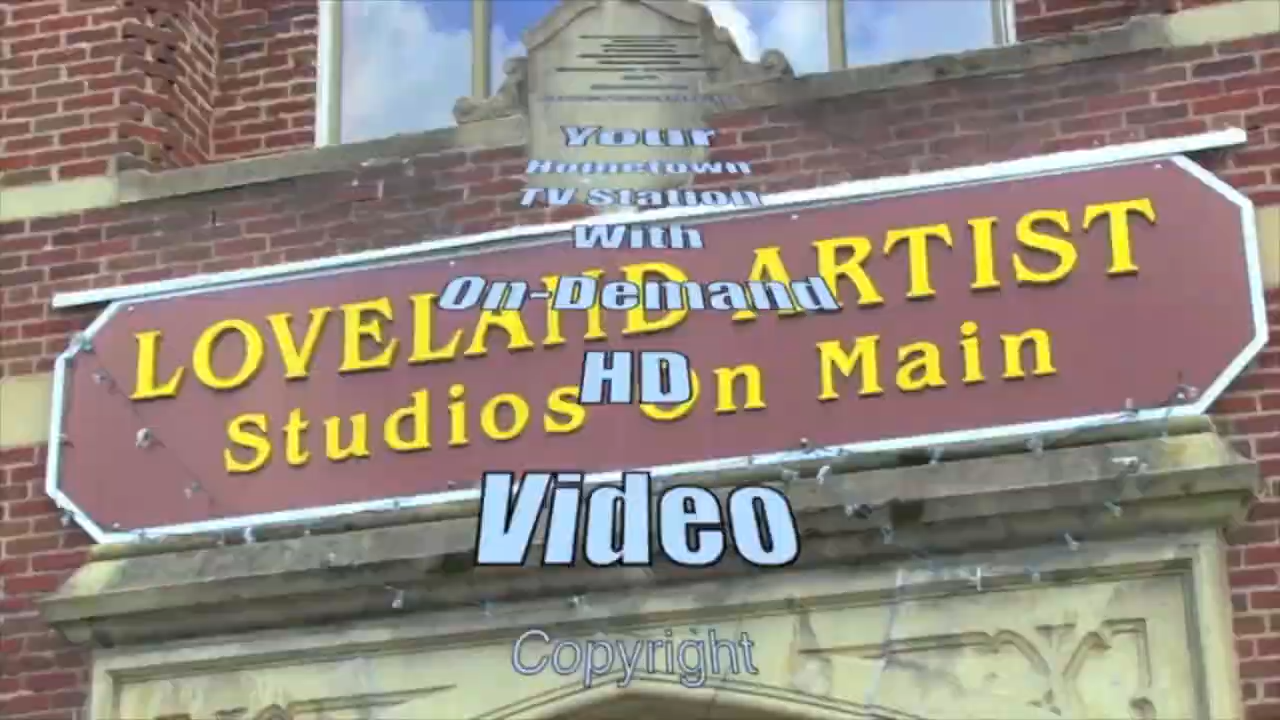 Your
Hometown
TV Station
With
On-Demand
HD
Video
LOVELAND ARTIST
Studios On Main
Copyright